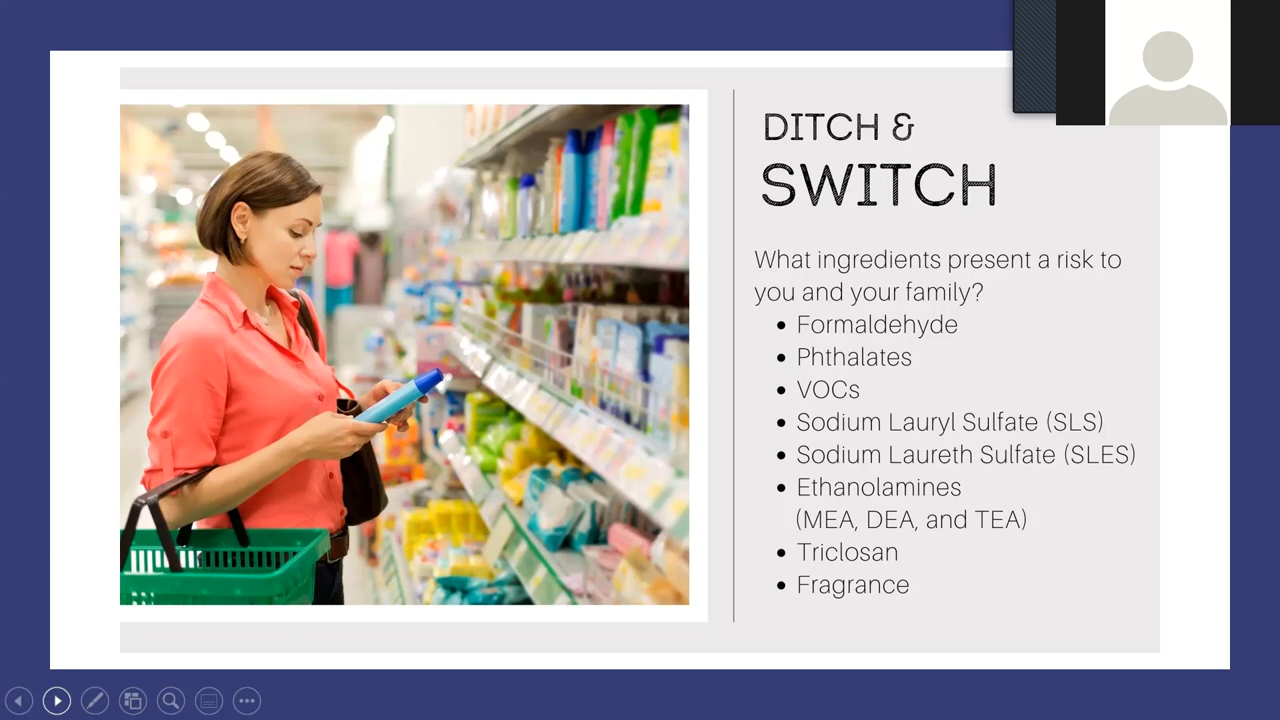 DITCH &
SWITCH
What ingredients present a risk to
you and your family?
• Formaldehyde
• Phthalates
• VOCs
• Sodium Lauryl Sulfate (SLS)
• Sodium Laureth Sulfate (SLES)
• Ethanolamines
(MEA, DEA, and TEA)
• Triclosan
• Fragrance